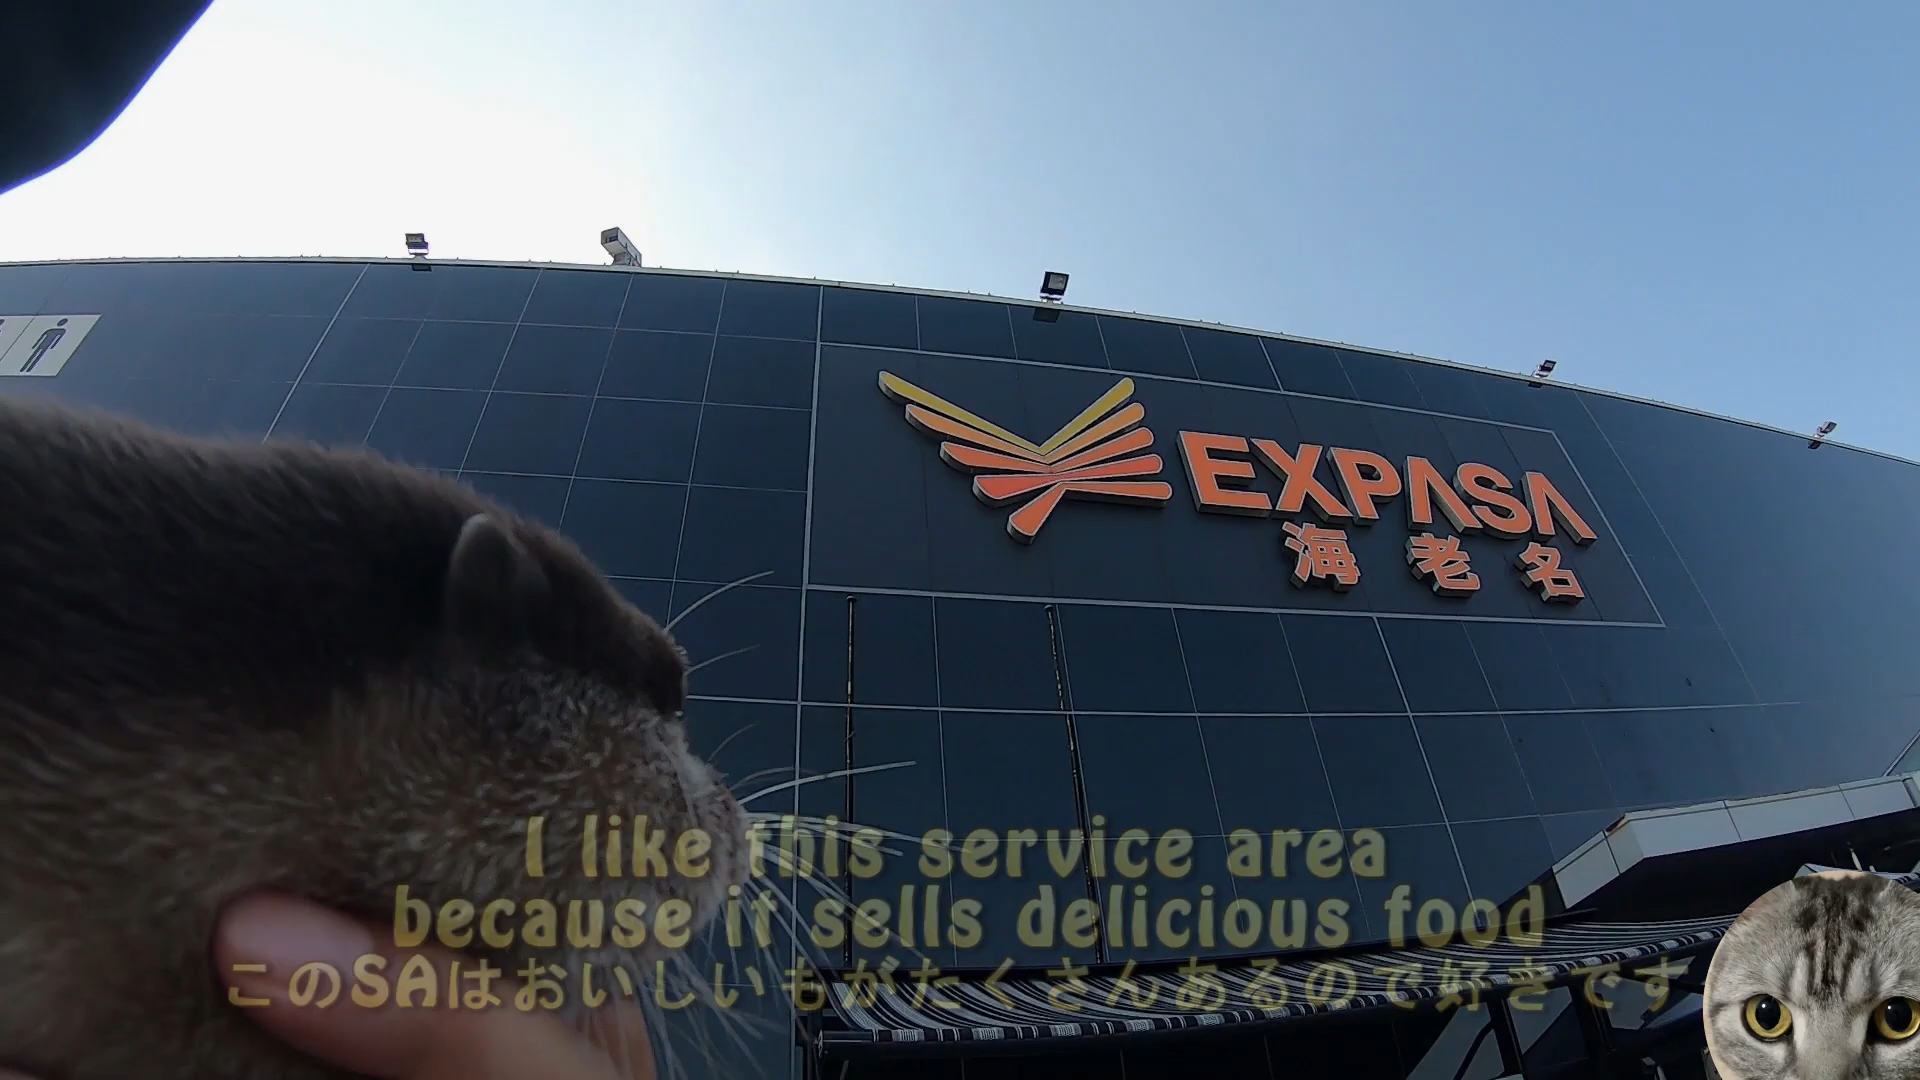 EXPASA
海老名
I like this service area
because it sells delicious food
このSAはおいしいもがたくさんあるので好きです